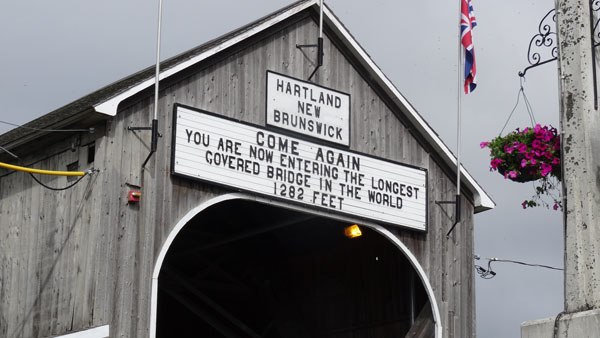 HARTLAND
NEW
BRUNSWICK
COME AGAIN
YOU ARE NOW ENTERING THE LONGEST
COVERED BRIDGE IN THE WORLD
1282 FEET